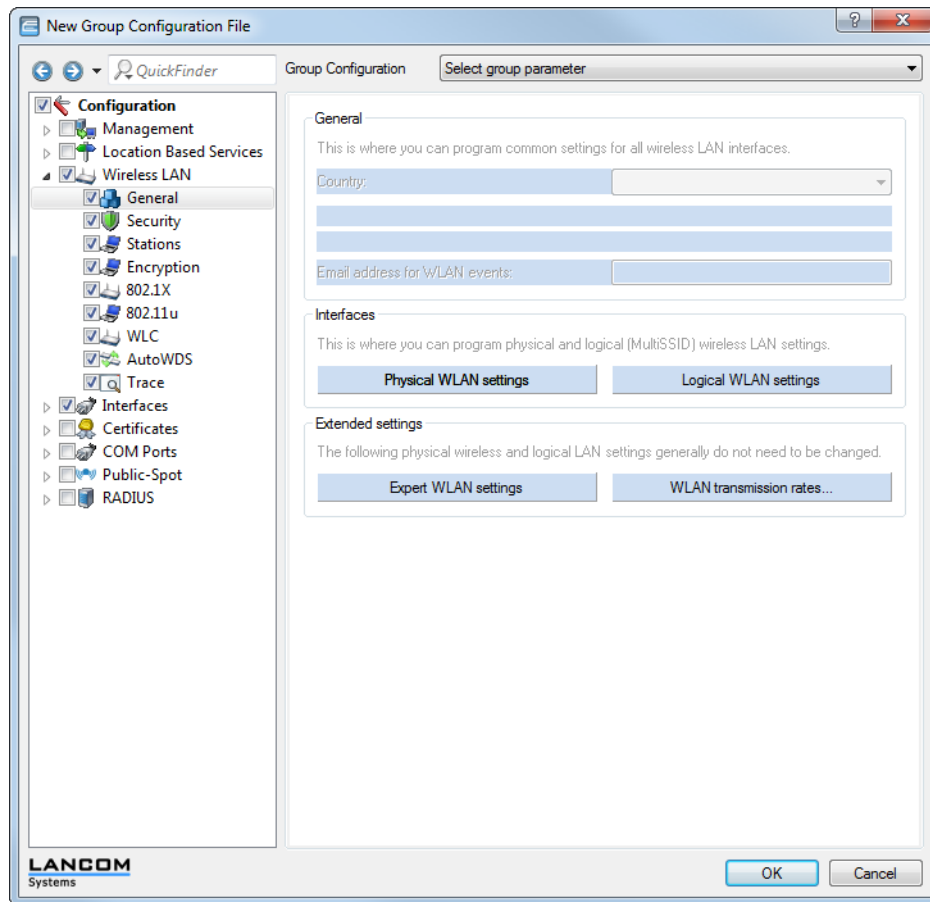 New Group Configuration File
?
QuickFinder
Group Configuration
Select group parameter
Configuration
Management
Location Based Services
Wireless LAN
General
Security
Stations
Encryption
802.1X
802.11u
WLC
AutoWDS
Trace
Interfaces
Certificates
COM Ports
Public-Spot
RADIUS
General
This is where you can program common settings for all wireless LAN interfaces.
Country:
Email address for WLAN events:
Interfaces
This is where you can program physical and logical (MultiSSID) wireless LAN settings.
Physical WLAN settings
Logical WLAN settings
Extended settings
The following physical wireless and logical LAN settings generally do not need to be changed.
Expert WLAN settings
WLAN transmission rates...
LANCOM
Systems
OK
Cancel